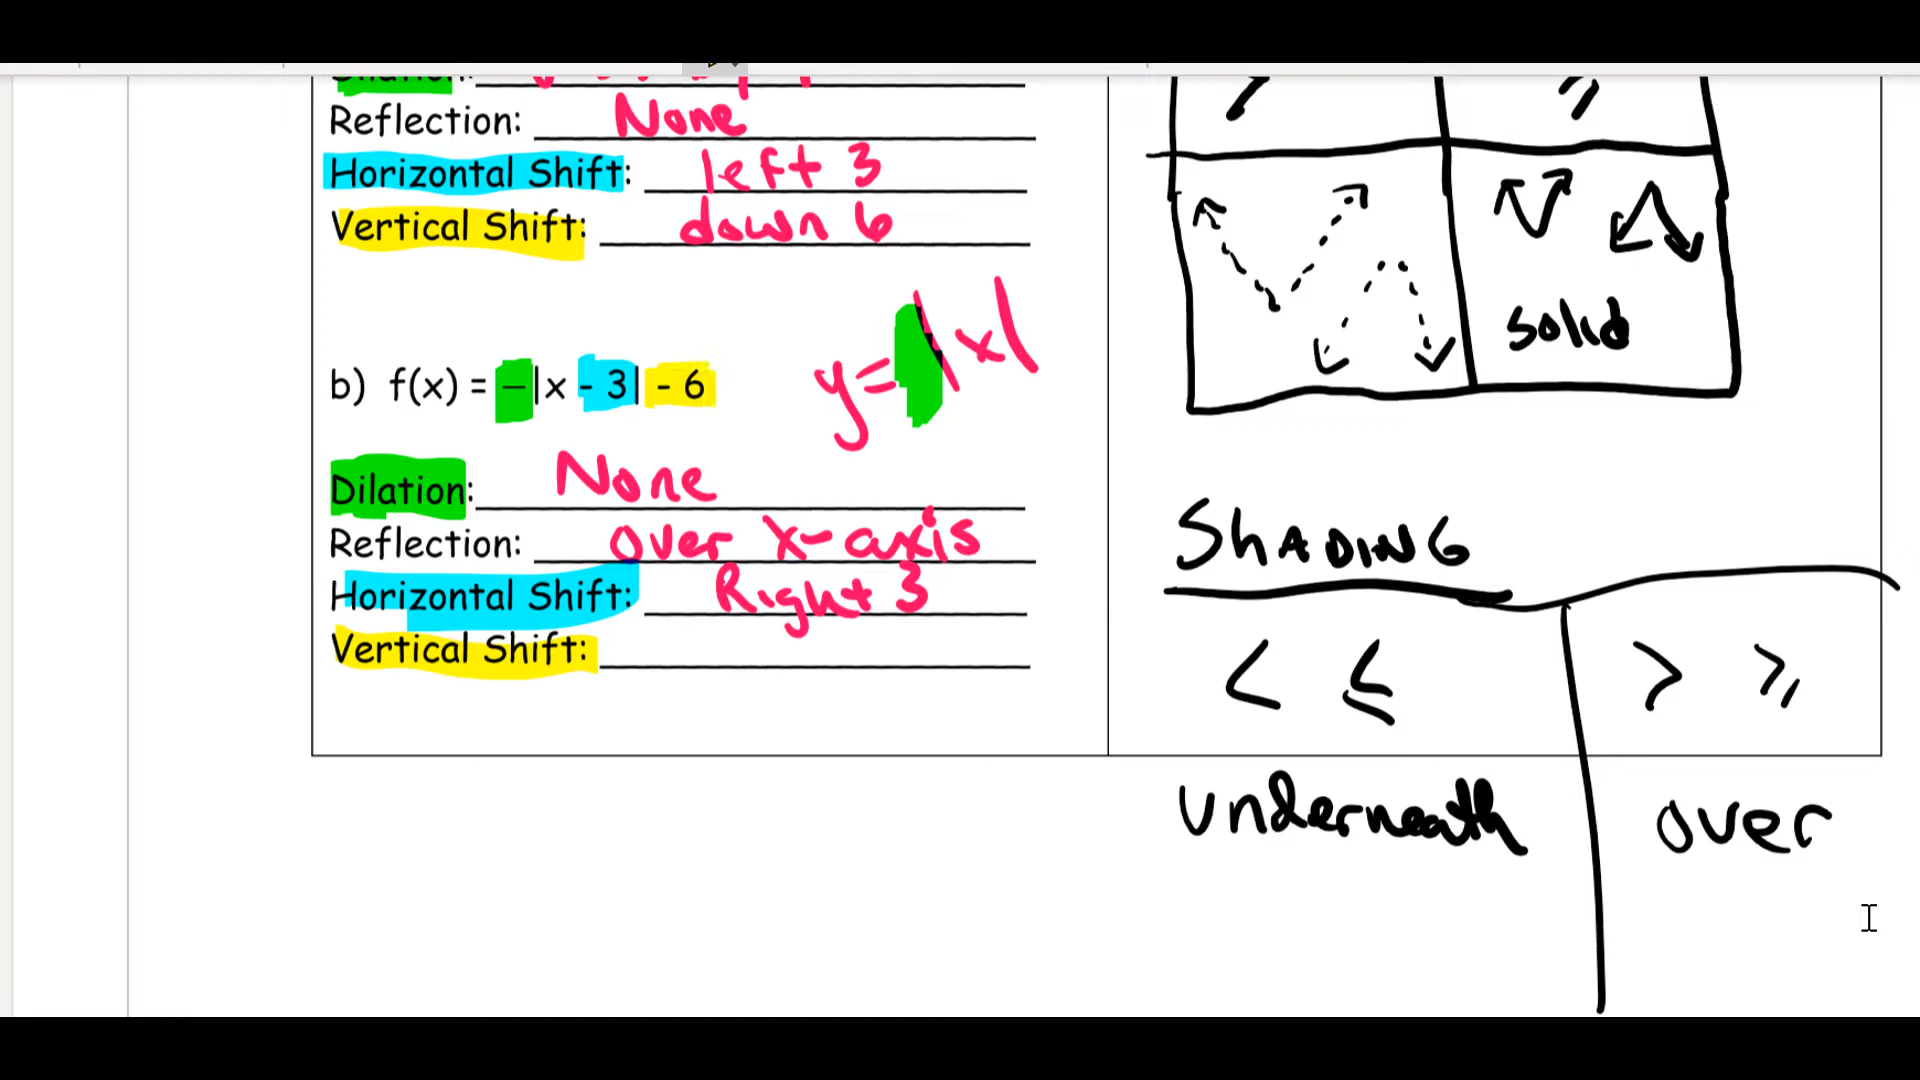 Dilation:
Reflection: None
Horizontal Shift: left 3
Vertical Shift: down 6
b) f(x) = -|x - 3| - 6
y=|x|
Dilation: None
Reflection: over x-axis
Horizontal Shift: Right 3
Vertical Shift:
> ≥
solid
SHADING
< ≤ > ≥
underneath over